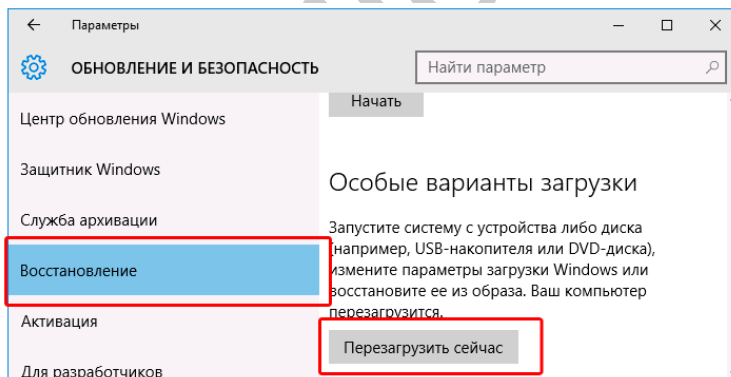 Параметры
ОБНОВЛЕНИЕ И БЕЗОПАСНОСТЬ
Найти параметр
Центр обновления Windows
Защитник Windows
Служба архивации
Восстановление
Активация
Для разработчиков
Начать
Особые варианты загрузки
Запустите систему с устройства либо диска
(например, USB-накопителя или DVD-диска),
измените параметры загрузки Windows или
восстановите ее из образа. Ваш компьютер
перезагрузится.
Перезагрузить сейчас